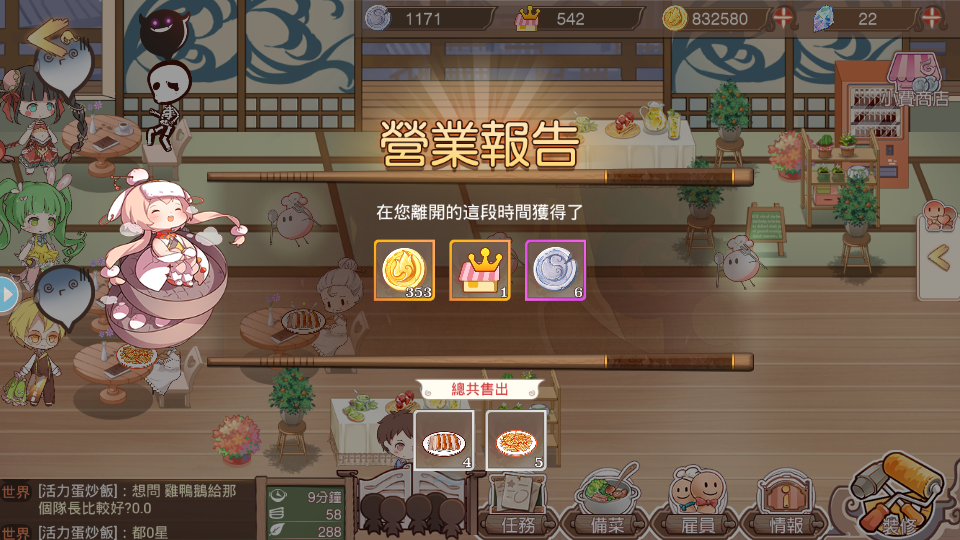 1171
542
832580
22
小費商店
營業報告
在您離開的這段時間獲得了
353
1
6
總共售出
4
5
世界 [活力蛋炒飯]：想問 雞鴨鵝給那
個隊長比較好?0.0
世界 [活力蛋炒飯]：都0星
9分鐘
58
288
任務
備菜
雇員
情報
裝修